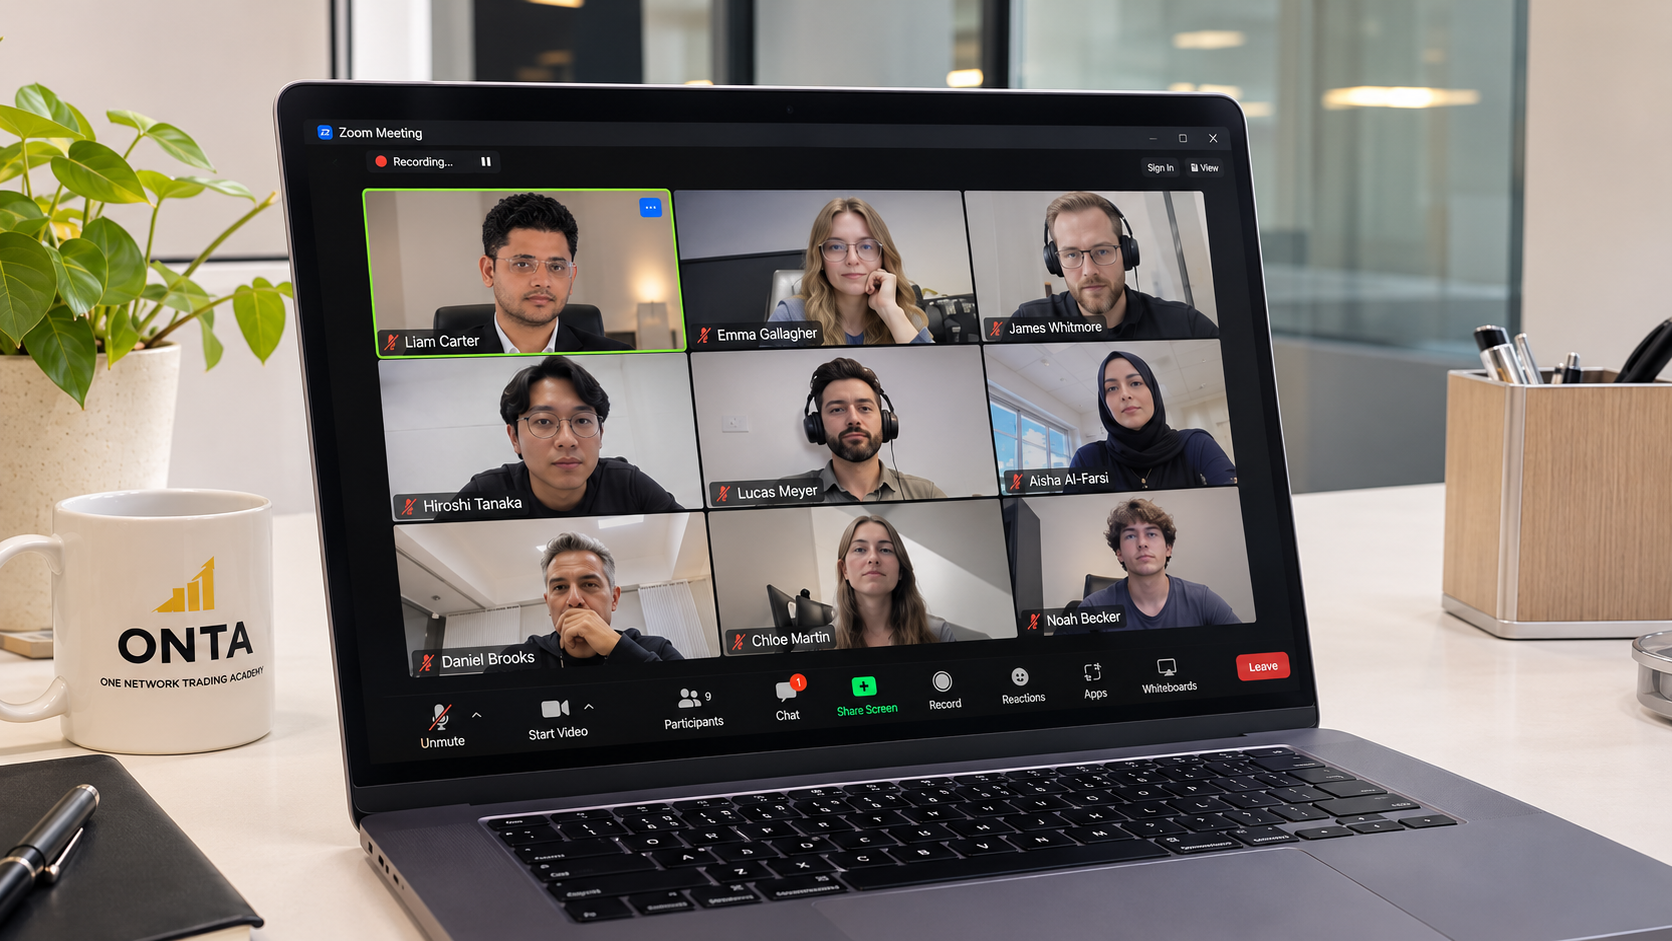 Zoom Meeting
Recording...
Sign In
View
Liam Carter
Emma Gallagher
James Whitmore
Hiroshi Tanaka
Lucas Meyer
Aisha Al-Farsi
Daniel Brooks
Chloe Martin
Noah Becker
Unmute
Start Video
9
Participants
1
Chat
Share Screen
Record
Reactions
Apps
Whiteboards
Leave
ONTA
ONE NETWORK TRADING ACADEMY